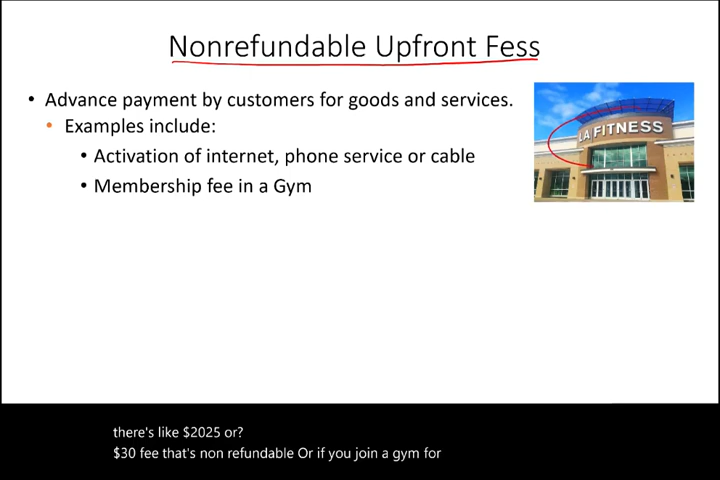 Nonrefundable Upfront Fess
• Advance payment by customers for goods and services.
• Examples include:
• Activation of internet, phone service or cable
• Membership fee in a Gym
LA FITNESS
there's like $2025 or?
$30 fee that's non refundable Or if you join a gym for